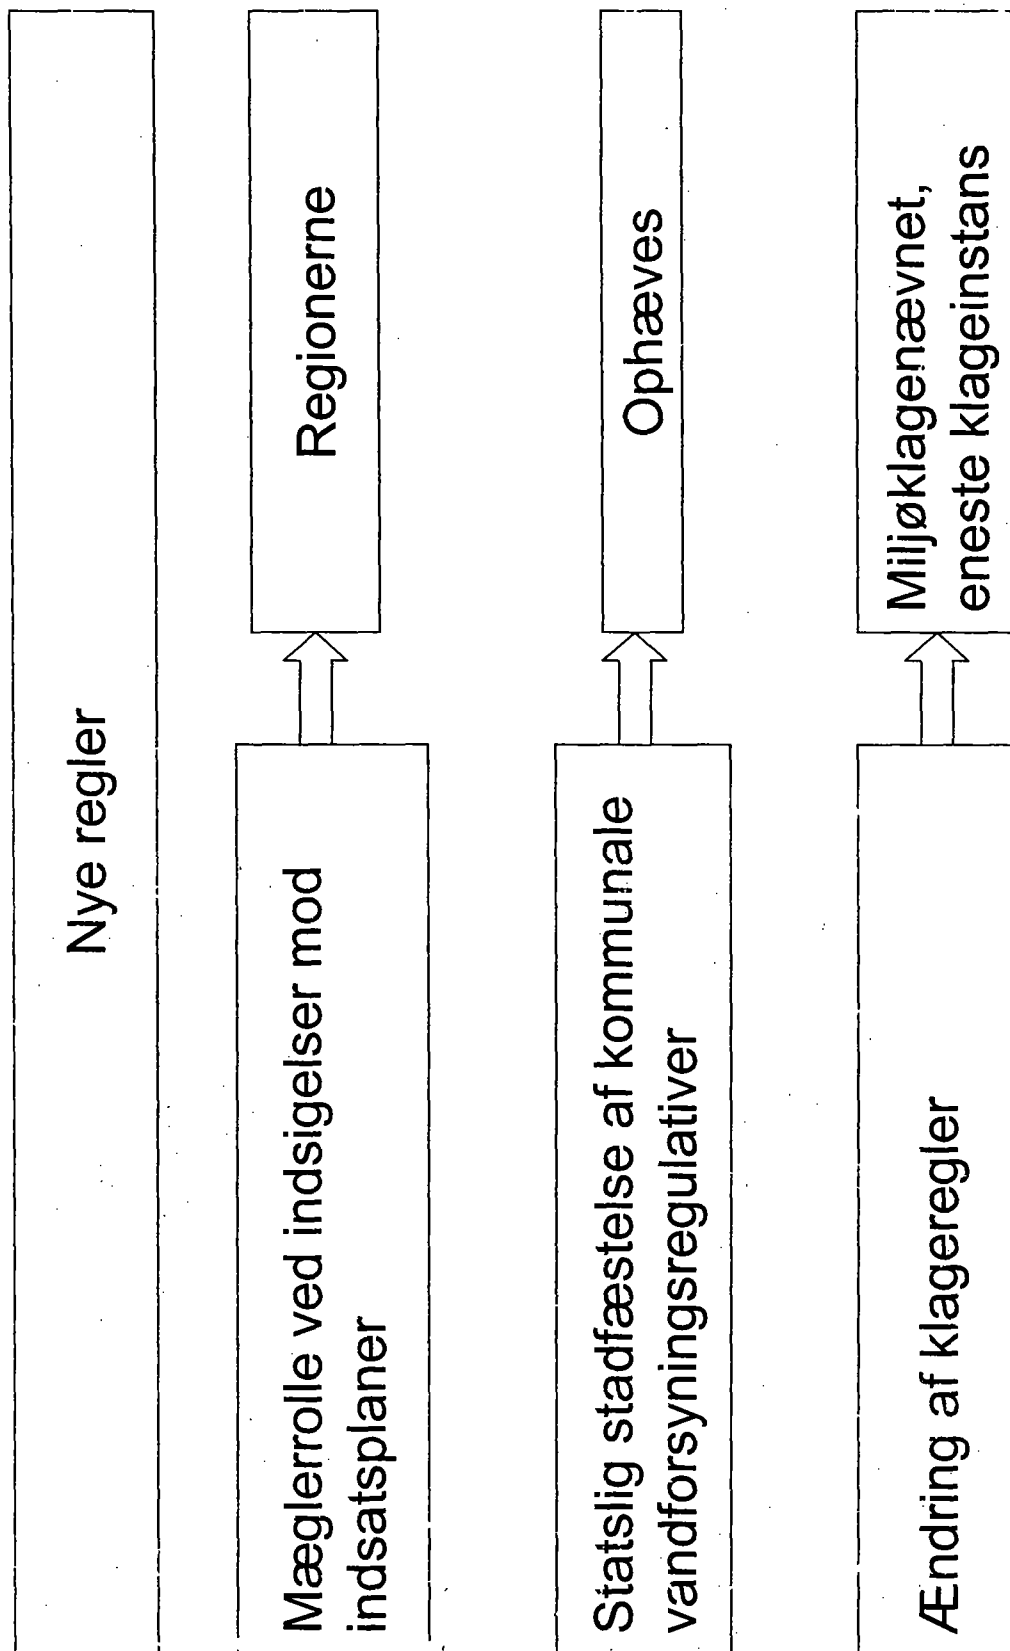 Nye regler
Mæglerrolle ved indsigelser mod
indsatsplaner
Regionerne
Statslig stadfæstelse af kommunale
vandforsyningsregulativer
Ophæves
Ændring af klageregler
Miljøklagenævnet,
eneste klageinstans